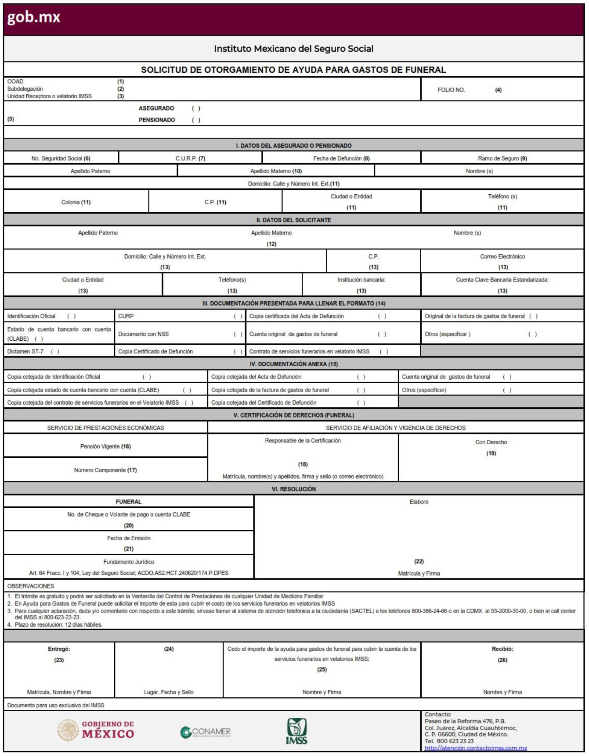 gob.mx
Instituto Mexicano del Seguro Social
SOLICITUD DE OTORGAMIENTO DE AYUDA PARA GASTOS DE FUNERAL
OOAD (1)
Subdelegación (2)
Unidad Receptora o velatorio IMSS (3)
FOLIO NO. (4)
ASEGURADO ( )
(5) PENSIONADO ( )
I. DATOS DEL ASEGURADO O PENSIONADO
No. Seguridad Social (6) C.U.R.P. (7) Fecha de Defunción (8) Ramo de Seguro (9)
Apellido Paterno Apellido Materno (10) Nombre (s)
Domicilio: Calle y Número Int. Ext.(11)
Colonia (11) C.P. (11) Ciudad o Entidad Teléfono (s)
(11) (11)
II. DATOS DEL SOLICITANTE
Apellido Paterno Apellido Materno Nombre (s)
(12)
Domicilio: Calle y Número Int. Ext. C.P. Correo Electrónico
(13) (13) (13)
Ciudad o Entidad Teléfono(s) Institución bancaria: Cuenta Clave Bancaria Estandarizada:
(13) (13) (13) (13)
III. DOCUMENTACIÓN PRESENTADA PARA LLENAR EL FORMATO (14)
Identificación Oficial ( ) CURP ( ) Copia certificada del Acta de Defunción ( ) Original de la factura de gastos de funeral ( )
Estado de cuenta bancario con cuenta (CLABE) ( ) Documento con NSS ( ) Cuenta original de gastos de funeral ( ) Otros (especificar ) ( )
Dictamen ST-7 ( ) Copia Certificado de Defunción ( ) Contrato de servicios funerarios en velatorio IMSS ( )
IV. DOCUMENTACIÓN ANEXA (15)
Copia cotejada de Identificación Oficial ( ) Copia cotejada del Acta de Defunción ( ) Cuenta original de gastos de funeral ( )
Copia cotejada estado de cuenta bancario con cuenta (CLABE) ( ) Copia cotejada de la factura de gastos de funeral ( ) Otros (especificar) ( )
Copia cotejada del contrato de servicios funerarios en el Velatorio IMSS ( ) Copia cotejada del Certificado de Defunción ( )
V. CERTIFICACIÓN DE DERECHOS (FUNERAL)
SERVICIO DE PRESTACIONES ECONÓMICAS SERVICIO DE AFILIACIÓN Y VIGENCIA DE DERECHOS
Pensión Vigente (16) Responsable de la Certificación Con Derecho
(19)
Número Componente (17) (18)
Matrícula, nombre(s) y apellidos, firma y sello (o correo electrónico)
VI. RESOLUCIÓN
FUNERAL Elaboró
No. de Cheque o Volante de pago o cuenta CLABE
(20)
Fecha de Emisión
(21)
Fundamento Jurídico (22)
Art. 64 Fracc. I y 104, Ley del Seguro Social; ACDO.AS2.HCT.240620/174.P.DPES Matrícula y Firma
OBSERVACIONES
1. El trámite es gratuito y podrá ser solicitado en la Ventanilla del Control de Prestaciones de cualquier Unidad de Medicina Familiar
2. En Ayuda para Gastos de Funeral puede solicitar el importe de esta para cubrir el costo de los servicios funerarios en velatorios IMSS
3. Para cualquier aclaración, duda y/o comentario con respecto a este trámite, sírvase llamar al sistema de atención telefónica a la ciudadanía (SACTEL) a los teléfonos 800-386-24-66 o en la CDMX al 55-2000-30-00, o bien al call center
del IMSS al 800-623-23-23.
4. Plazo de resolución: 12 días hábiles.
Entregó: (24) Cedo el importe de la ayuda para gastos de funeral para cubrir la cuenta de los Recibió:
(23) servicios funerarios en velatorios IMSS: (26)
(25)
Matrícula, Nombre y Firma Lugar, Fecha y Sello Nombre y Firma Nombre y Firma
Documento para uso exclusivo del IMSS
GOBIERNO DE
MÉXICO
CONAMER
IMSS
Contacto:
Paseo de la Reforma 476, P.B.
Col. Juárez, Alcaldía Cuauhtémoc,
C. P. 06600, Ciudad de México.
Tel. 800 623 23 23
http://atención.contactoimss.com.mx